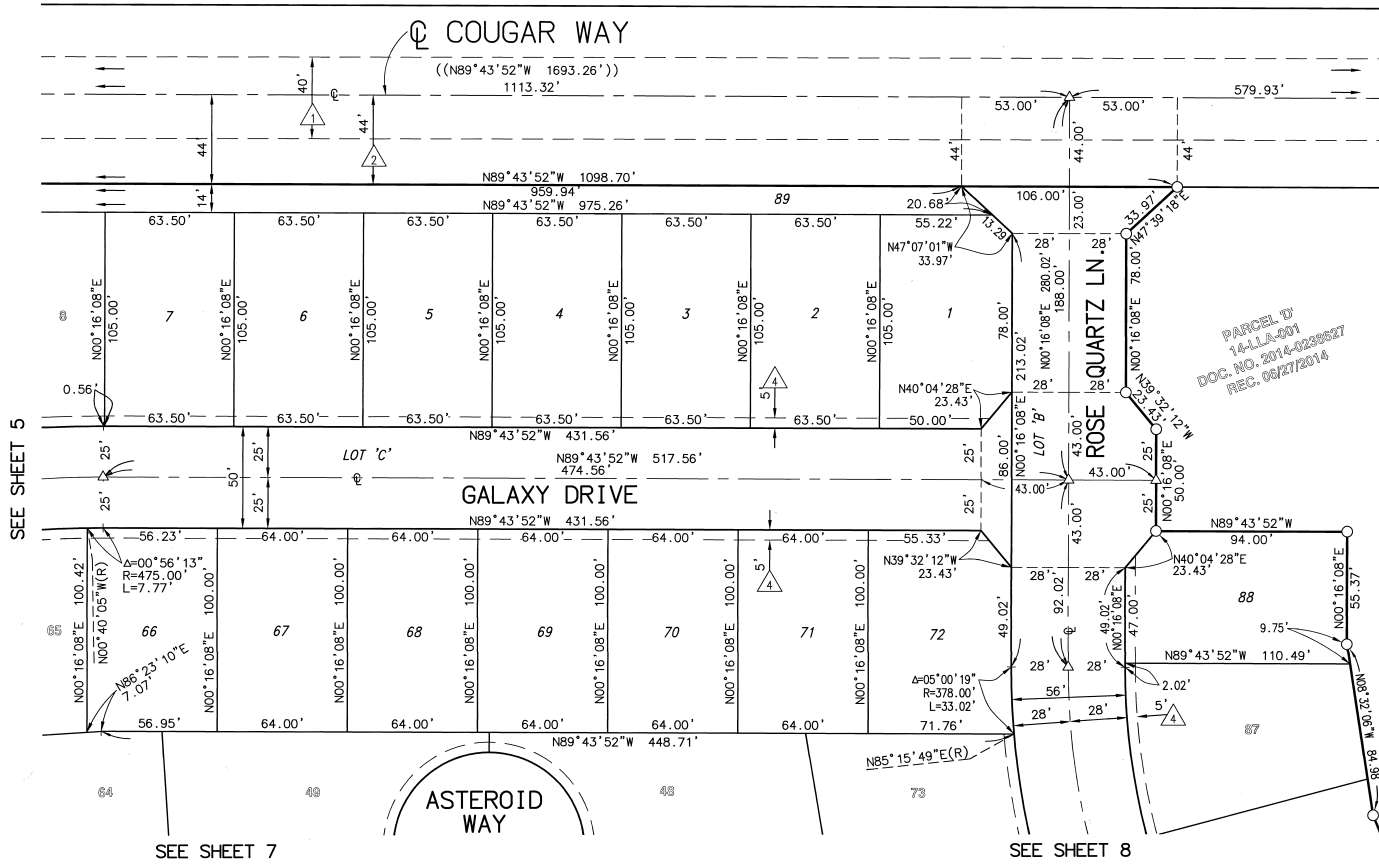 ℄ COUGAR WAY
((N89°43'52"W 1693.26'))
1113.32'
579.93'
40'
℄
1
53.00' 53.00'
44'
44'
2
44'
44.00'
44'
N89°43'52"W 1098.70'
959.94'
N89°43'52"W 975.26'
14'
89
20.68'
106.00'
23.00'
33.97'
N47°39'18"E
63.50' 63.50' 63.50' 63.50' 63.50' 63.50' 55.22'
13.29'
N47°07'01"W
33.97'
28' 28'
8
N00°16'08"E
105.00'
7
N00°16'08"E
105.00'
6
N00°16'08"E
105.00'
5
N00°16'08"E
105.00'
4
N00°16'08"E
105.00'
3
N00°16'08"E
105.00'
2
N00°16'08"E
105.00'
1
78.00'
213.02'
N00°16'08"E 280.02'
188.00'
ROSE QUARTZ LN.
N00°16'08"E 78.00'
PARCEL 'D'
14-LLA-001
DOC. NO. 2014-0238627
REC. 06/27/2014
0.56'
4
5'
N40°04'28"E
23.43'
28' 28'
N39°32'12"W
23.43'
63.50' 63.50' 63.50' 63.50' 63.50' 63.50' 50.00'
N89°43'52"W 431.56'
SEE SHEET 5
25'
25'
50'
25'
25'
LOT 'C'
℄
N89°43'52"W 517.56'
474.56'
GALAXY DRIVE
25'
25'
86.00'
N00°16'08"E
LOT 'B'
43.00'
43.00' 43.00'
43.00'
25'
25'
N00°16'08"E
50.00'
N89°43'52"W 431.56'
56.23' 64.00' 64.00' 64.00' 64.00' 64.00' 55.33'
Δ=00°56'13"
R=475.00'
L=7.77'
5'
4
N39°32'12"W
23.43'
28' 28'
N40°04'28"E
23.43'
N89°43'52"W
94.00'
N00°16'08"E
55.37'
65
N00°16'08"E 100.42'
N00°40'05"W(R)
66
N00°16'08"E 100.00'
67
N00°16'08"E 100.00'
68
N00°16'08"E 100.00'
69
N00°16'08"E 100.00'
70
N00°16'08"E 100.00'
71
N00°16'08"E 100.00'
72
49.02'
92.02'
℄
49.02'
N00°16'08"E
47.00'
88
9.75'
N89°43'52"W 110.49'
N86°23'10"E
7.07'
Δ=05°00'19"
R=378.00'
L=33.02'
28' 28'
2.02'
56'
28' 28'
5'
4
N08°32'06"W 84.98'
56.95' 64.00' 64.00' 64.00' 64.00' 64.00' 71.76'
N89°43'52"W 448.71'
N85°15'49"E(R)
87
64
49
ASTEROID
WAY
48
73
SEE SHEET 7
SEE SHEET 8